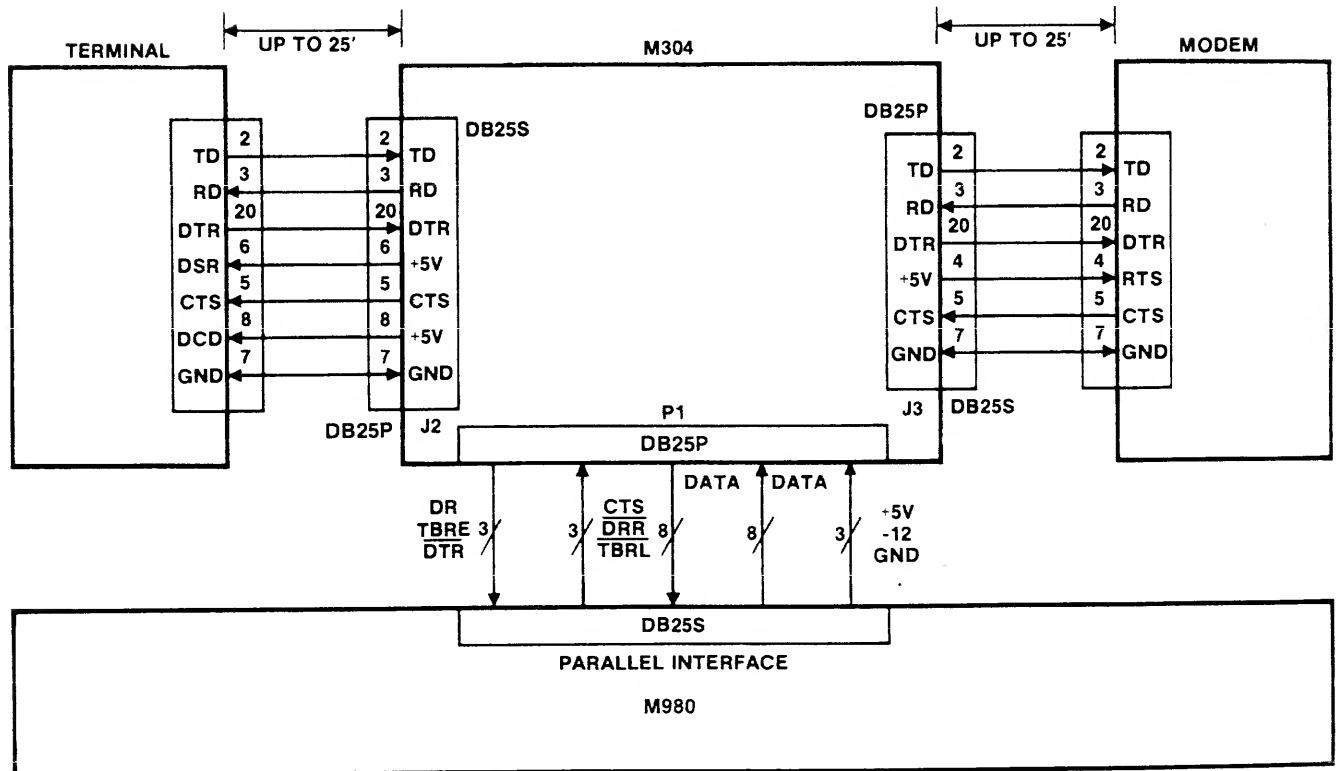 UP TO 25'
UP TO 25'
TERMINAL
M304
MODEM
DB25S
DB25P
2
TD
3
RD
20
DTR
6
DSR
5
CTS
8
DCD
7
GND
2
TD
3
RD
20
DTR
6
+5V
5
CTS
8
+5V
7
GND
DB25P
J2
2
TD
3
RD
20
DTR
4
+5V
5
CTS
7
GND
2
TD
3
RD
20
DTR
4
RTS
5
CTS
7
GND
J3
DB25S
P1
DB25P
DR
TBRE
D̅T̅R̅
3
3
CTS
D̅R̅R̅
T̅B̅R̅L̅
8
DATA
8
DATA
3
+5V
-12
GND
DB25S
PARALLEL INTERFACE
M980